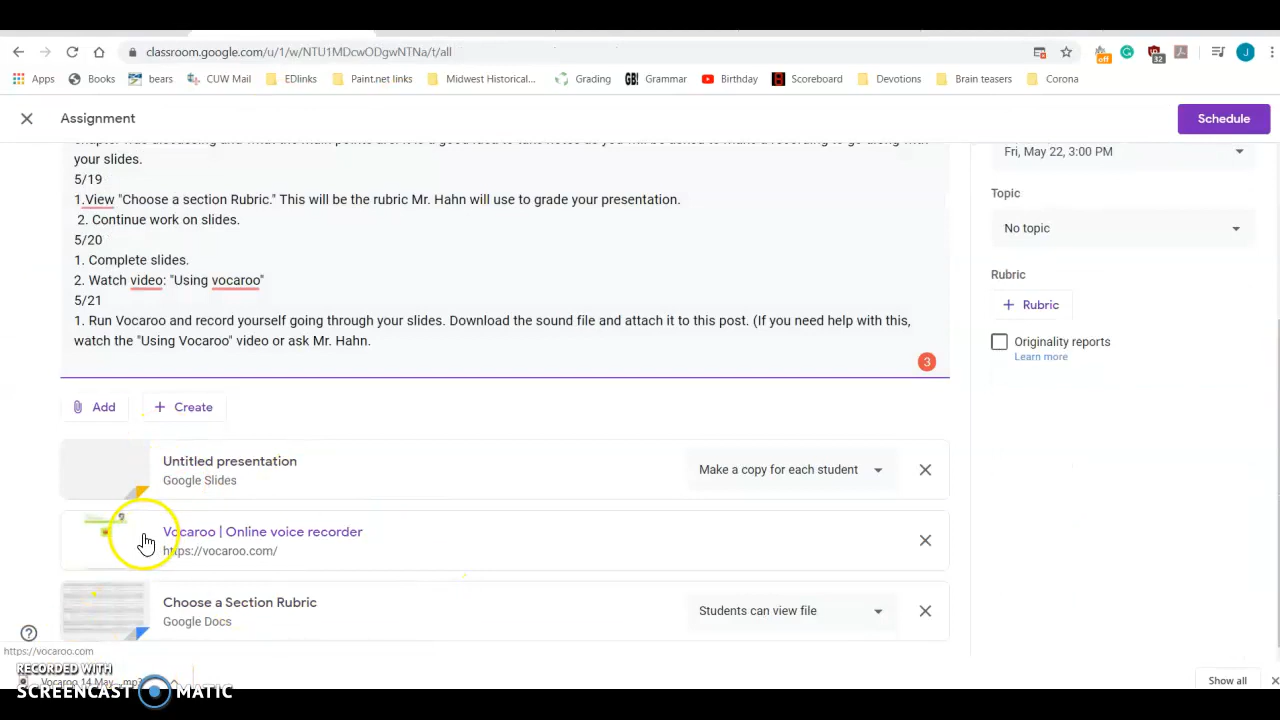 classroom.google.com/u/1/w/NTU1MDcwODgwNTNa/t/all
32
off
J
Apps Books bears CUW Mail EDlinks Paint.net links Midwest Historical... Grading GB! Grammar Birthday Scoreboard Devotions Brain teasers Corona
Assignment
Schedule
your slides.
5/19
1.View "Choose a section Rubric." This will be the rubric Mr. Hahn will use to grade your presentation.
2. Continue work on slides.
5/20
1. Complete slides.
2. Watch video: "Using vocaroo"
5/21
1. Run Vocaroo and record yourself going through your slides. Download the sound file and attach it to this post. (If you need help with this,
watch the "Using Vocaroo" video or ask Mr. Hahn.
3
Fri, May 22, 3:00 PM
Topic
No topic
Rubric
+ Rubric
Originality reports
Learn more
Add
+ Create
Untitled presentation
Google Slides
Make a copy for each student
Vocaroo | Online voice recorder
https://vocaroo.com/
Choose a Section Rubric
Google Docs
Students can view file
https://vocaroo.com
Vocaroo 14 May
Show all
RECORDED WITH
SCREENCAST MATIC